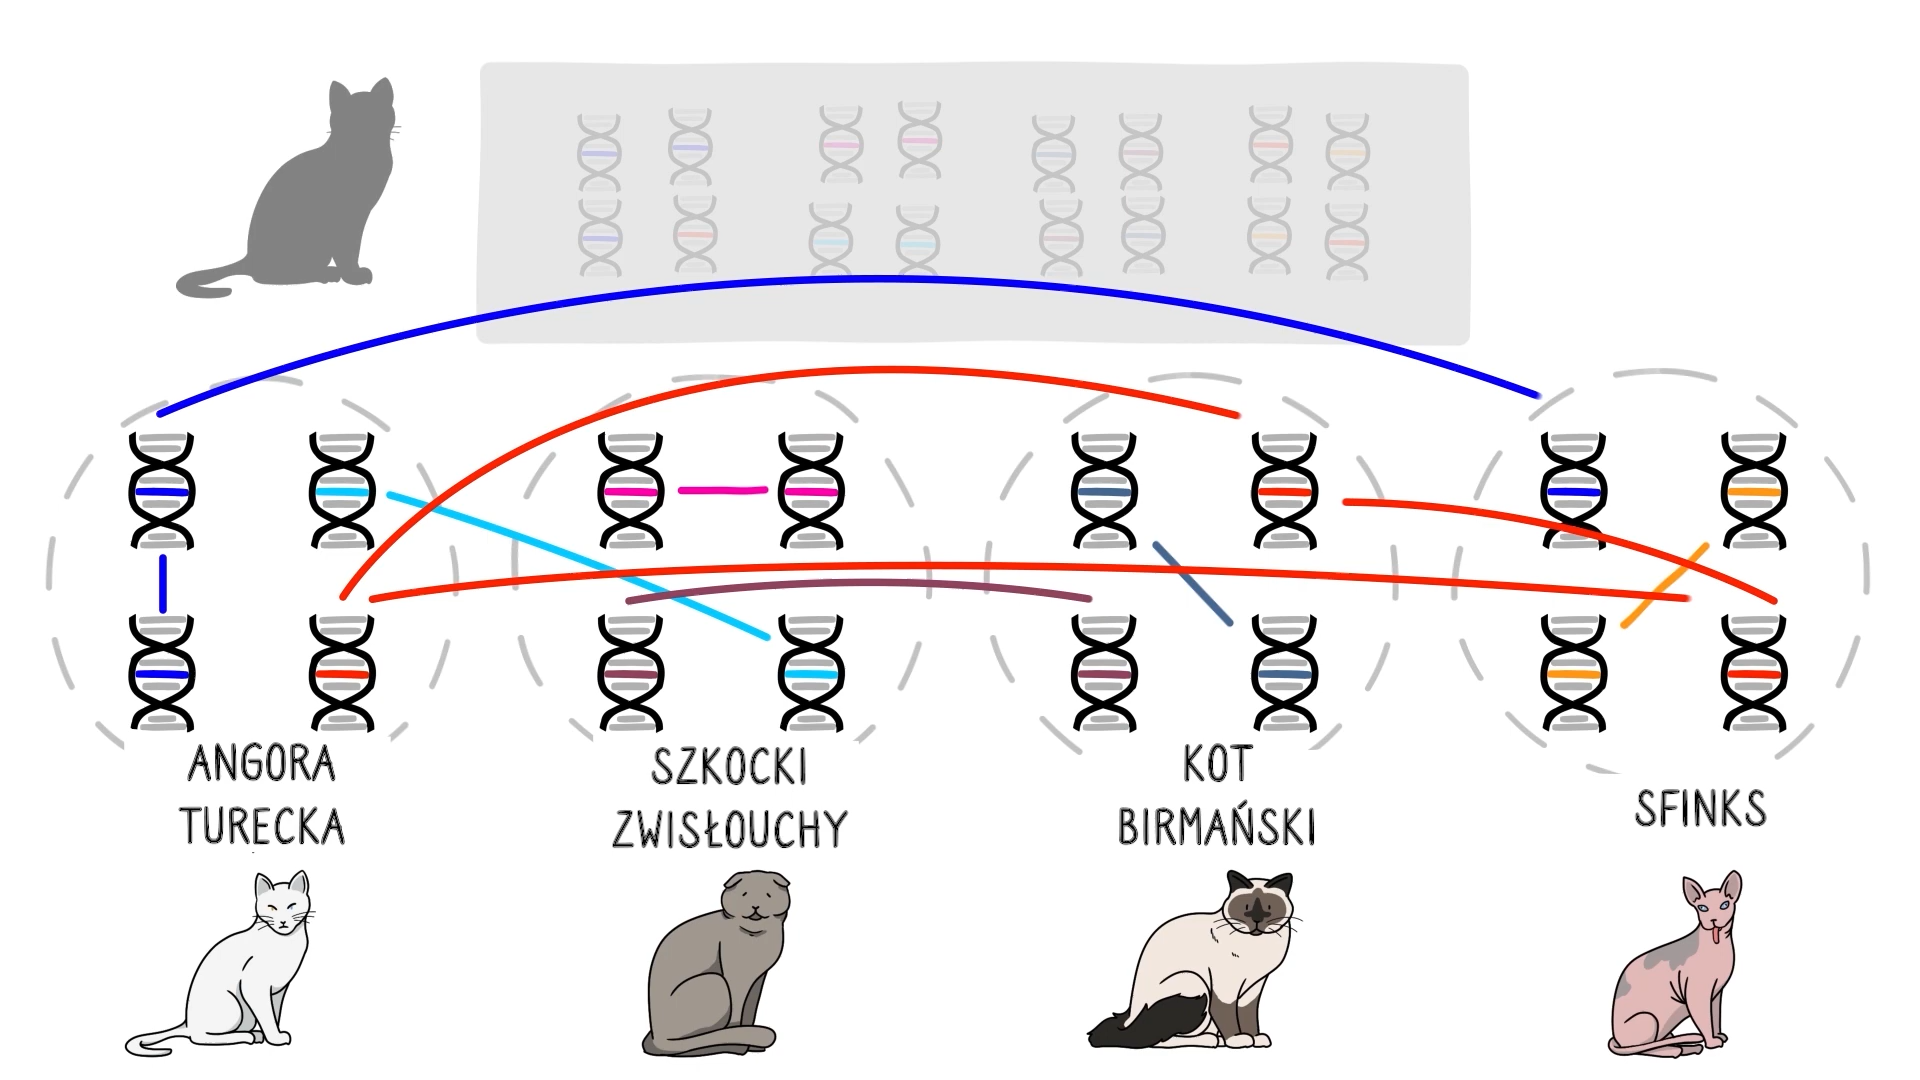 ANGORA
TURECKA
SZKOCKI
ZWISŁOUCHY
KOT
BIRMAŃSKI
SFINKS